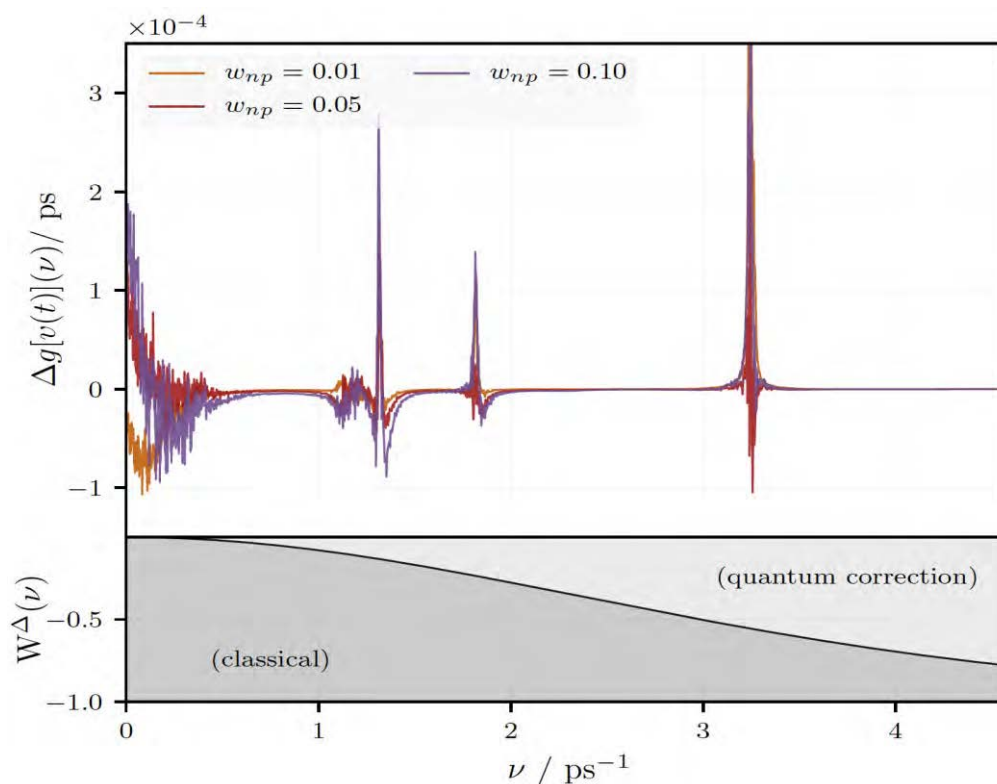 ×10⁻⁴
w_np = 0.01
w_np = 0.10
w_np = 0.05
3
2
1
0
−1
Δg[v(t)](ν)/ ps
(quantum correction)
(classical)
W^Δ(ν)
−0.5
−1.0
0
1
2
3
4
ν / ps⁻¹